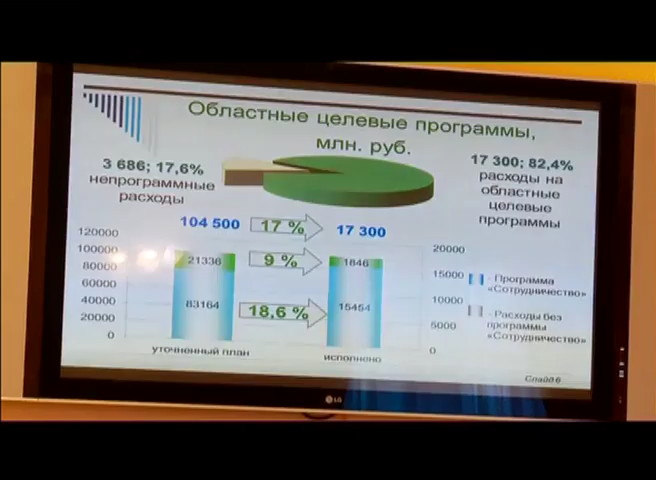 Областные целевые программы,
млн. руб.
3 686; 17,6%
непрограммные
расходы
17 300; 82,4%
расходы на
областные
целевые
программы
104 500
17 %
17 300
120000
100000
80000
60000
40000
20000
0
21336
83164
9 %
18,6 %
1846
15454
20000
15000
10000
5000
0
- Программа
«Сотрудничество»
- Расходы без
программы
«Сотрудничество»
уточненный план
исполнено
Слайд 6
LG